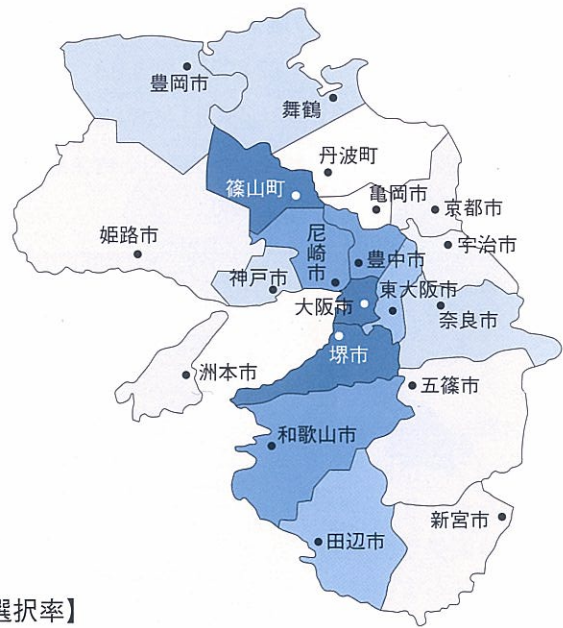 豊岡市
舞鶴
丹波町
篠山町
亀岡市
京都市
姫路市
尼崎市
豊中市
宇治市
神戸市
大阪市
東大阪市
奈良市
堺市
洲本市
五篠市
和歌山市
新宮市
田辺市
選択率】